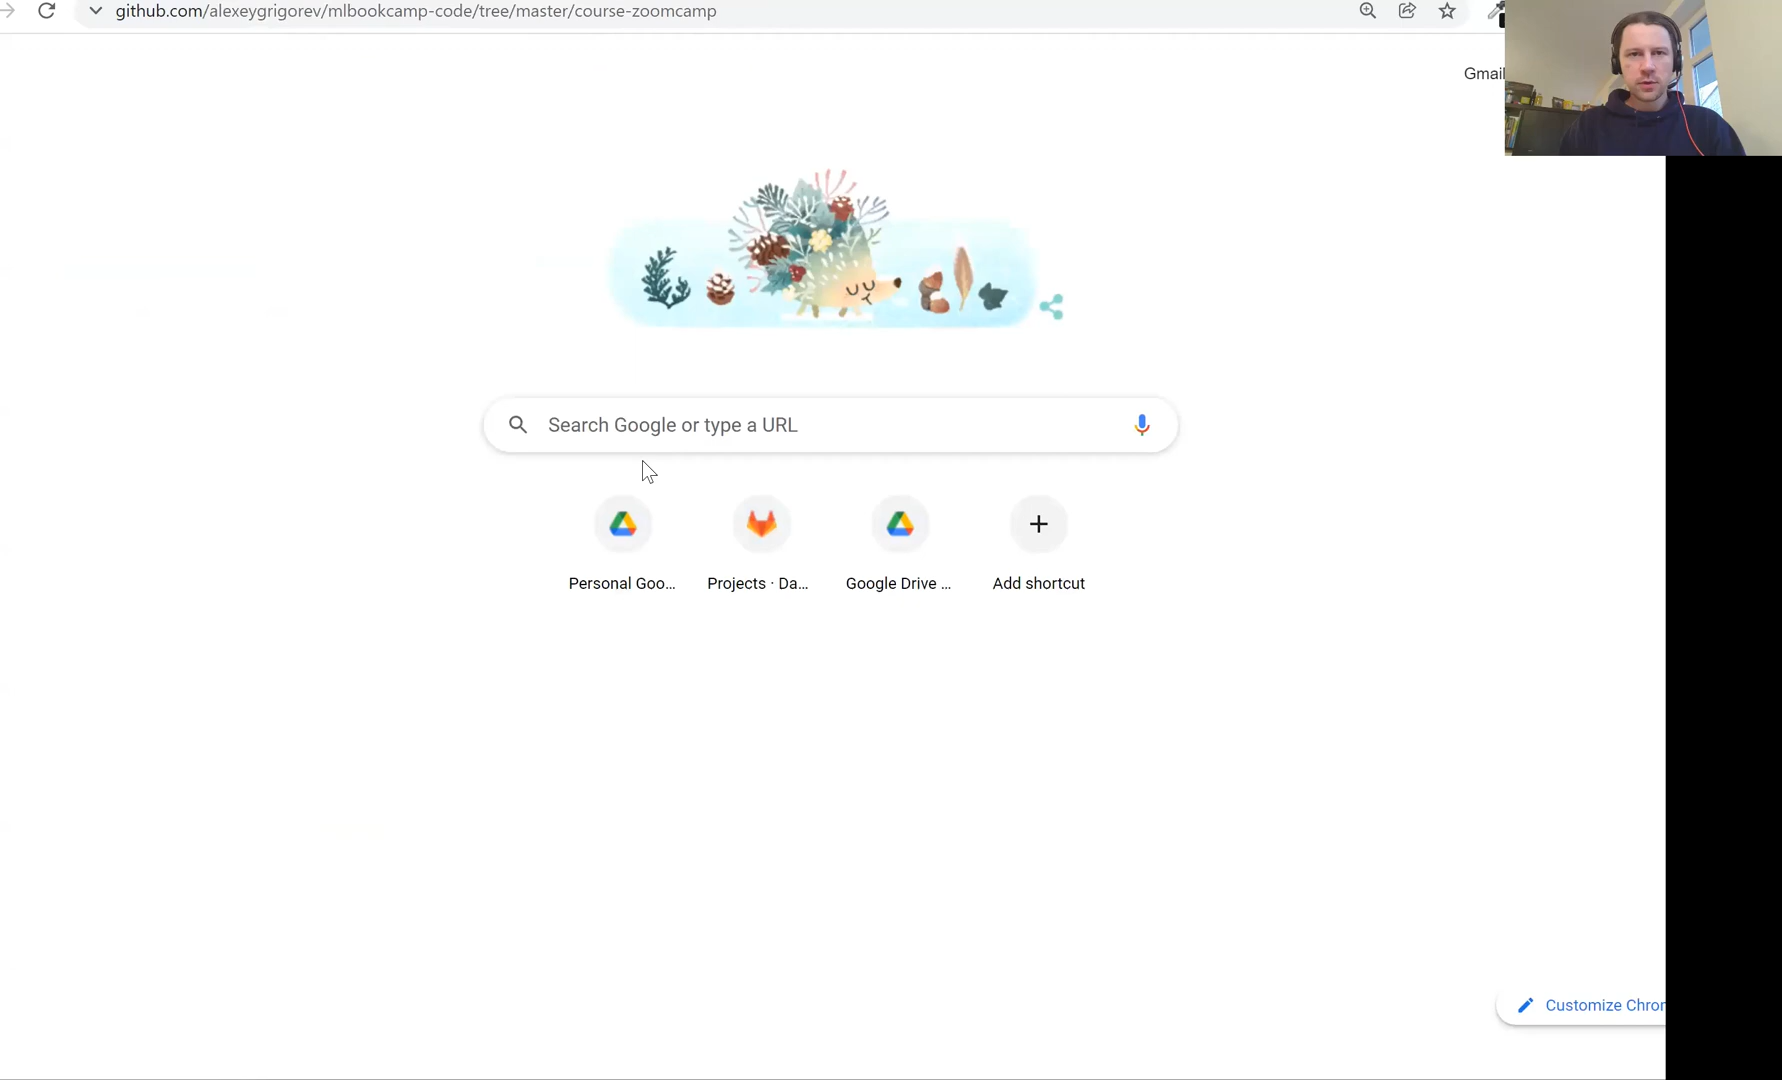 github.com/alexeygrigorev/mlbookcamp-code/tree/master/course-zoomcamp
Gmail
Search Google or type a URL
Personal Goo...
Projects · Da...
Google Drive ...
Add shortcut
Customize Chror